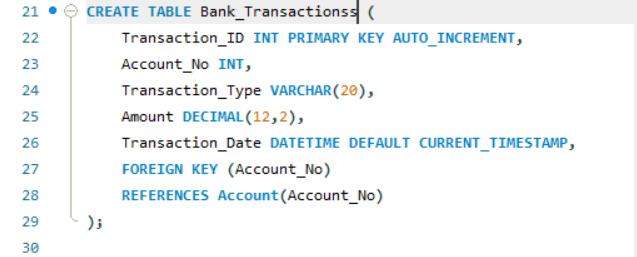 21 CREATE TABLE Bank_Transactionss (
22     Transaction_ID INT PRIMARY KEY AUTO_INCREMENT,
23     Account_No INT,
24     Transaction_Type VARCHAR(20),
25     Amount DECIMAL(12,2),
26     Transaction_Date DATETIME DEFAULT CURRENT_TIMESTAMP,
27     FOREIGN KEY (Account_No)
28     REFERENCES Account(Account_No)
29 );
30